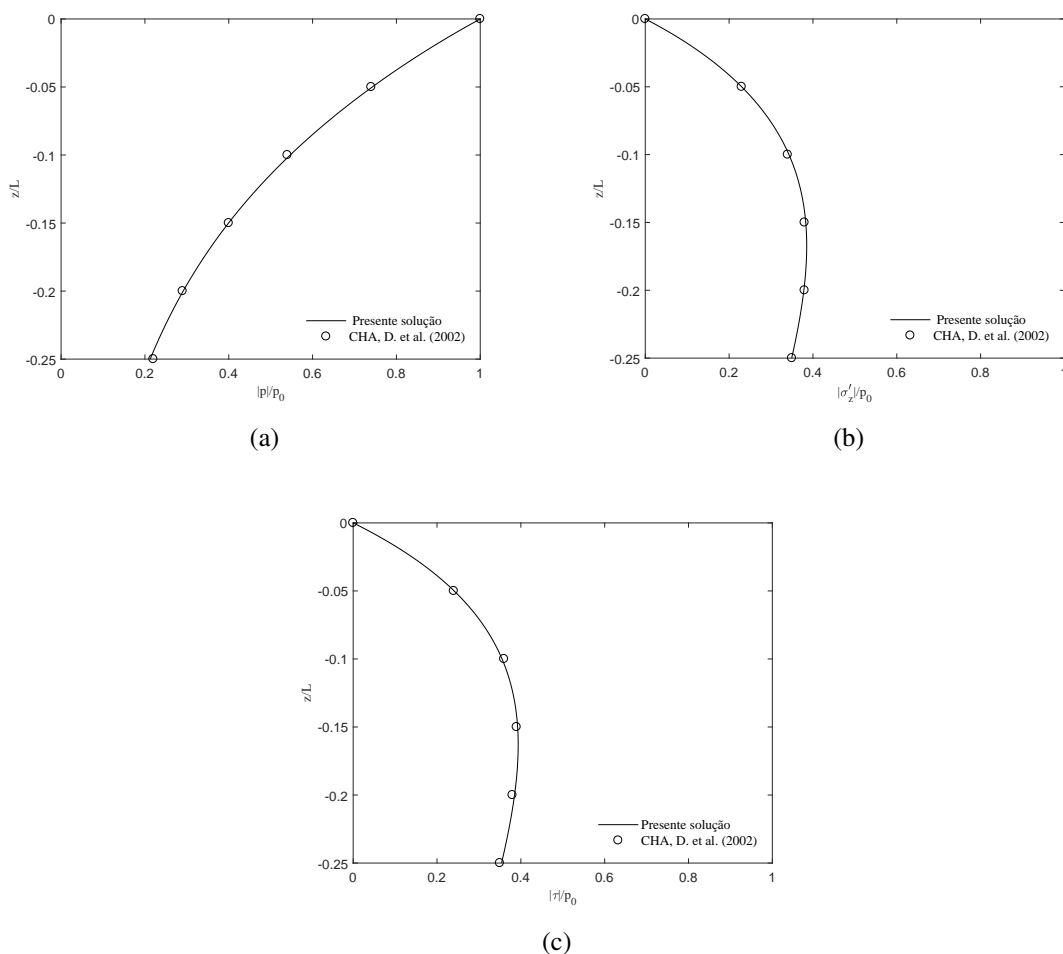 0
-0.05
-0.1
-0.15
-0.2
-0.25
z/L
0 0.2 0.4 0.6 0.8 1
|p|/p0
Presente solução
CHA, D. et al. (2002)
(a)
0
-0.05
-0.1
-0.15
-0.2
-0.25
z/L
0 0.2 0.4 0.6 0.8 1
|σ′z|/p0
Presente solução
CHA, D. et al. (2002)
(b)
0
-0.05
-0.1
-0.15
-0.2
-0.25
z/L
0 0.2 0.4 0.6 0.8 1
|τ|/p0
Presente solução
CHA, D. et al. (2002)
(c)